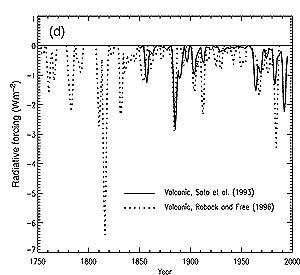 (d)
0
-1
-2
-3
-4
-5
-6
-7
Radiative forcing (Wm−2)
Volcanic, Sato et al. (1993)
Volcanic, Robock and Free (1996)
1750 1800 1850 1900 1950 2000
Year